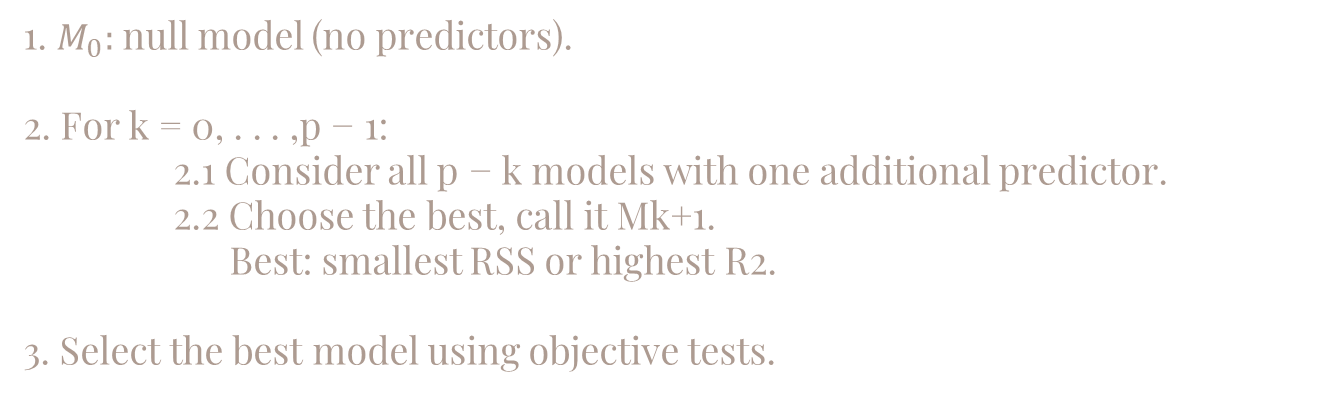 1. M₀: null model (no predictors).
2. For k = 0, . . . ,p − 1:
2.1 Consider all p − k models with one additional predictor.
2.2 Choose the best, call it Mk+1.
Best: smallest RSS or highest R2.
3. Select the best model using objective tests.